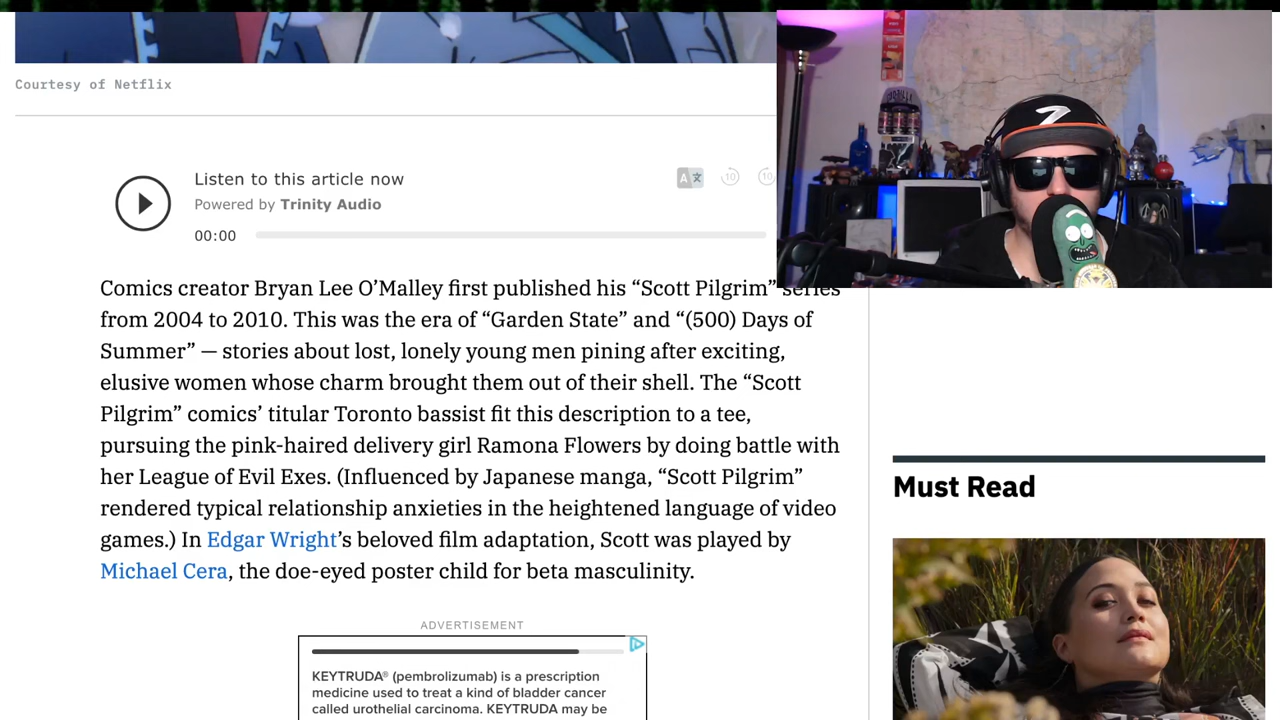 Courtesy of Netflix
Listen to this article now
Powered by Trinity Audio
00:00
10
10
Comics creator Bryan Lee O’Malley first published his “Scott Pilgrim” series
from 2004 to 2010. This was the era of “Garden State” and “(500) Days of
Summer” — stories about lost, lonely young men pining after exciting,
elusive women whose charm brought them out of their shell. The “Scott
Pilgrim” comics’ titular Toronto bassist fit this description to a tee,
pursuing the pink-haired delivery girl Ramona Flowers by doing battle with
her League of Evil Exes. (Influenced by Japanese manga, “Scott Pilgrim”
rendered typical relationship anxieties in the heightened language of video
games.) In Edgar Wright’s beloved film adaptation, Scott was played by
Michael Cera, the doe-eyed poster child for beta masculinity.
ADVERTISEMENT
KEYTRUDA® (pembrolizumab) is a prescription
medicine used to treat a kind of bladder cancer
called urothelial carcinoma. KEYTRUDA may be
Must Read